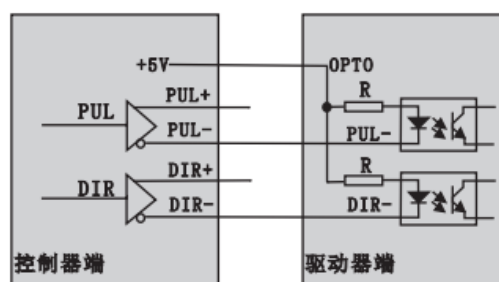 +5V
OPTO
PUL+
R
PUL
PUL-
PUL-
DIR+
R
DIR
DIR-
DIR-
控制器端
驱动器端